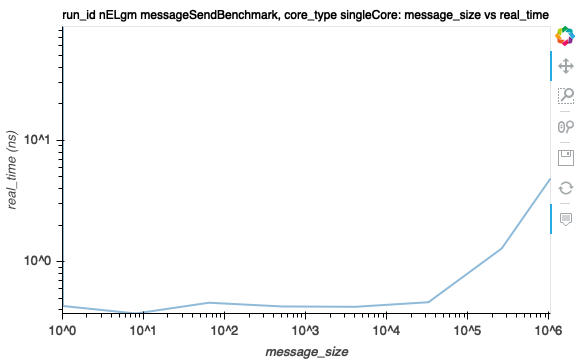 run_id nELgm messageSendBenchmark, core_type singleCore: message_size vs real_time
real_time (ns)
10^1
10^0
10^0 10^1 10^2 10^3 10^4 10^5 10^6
message_size